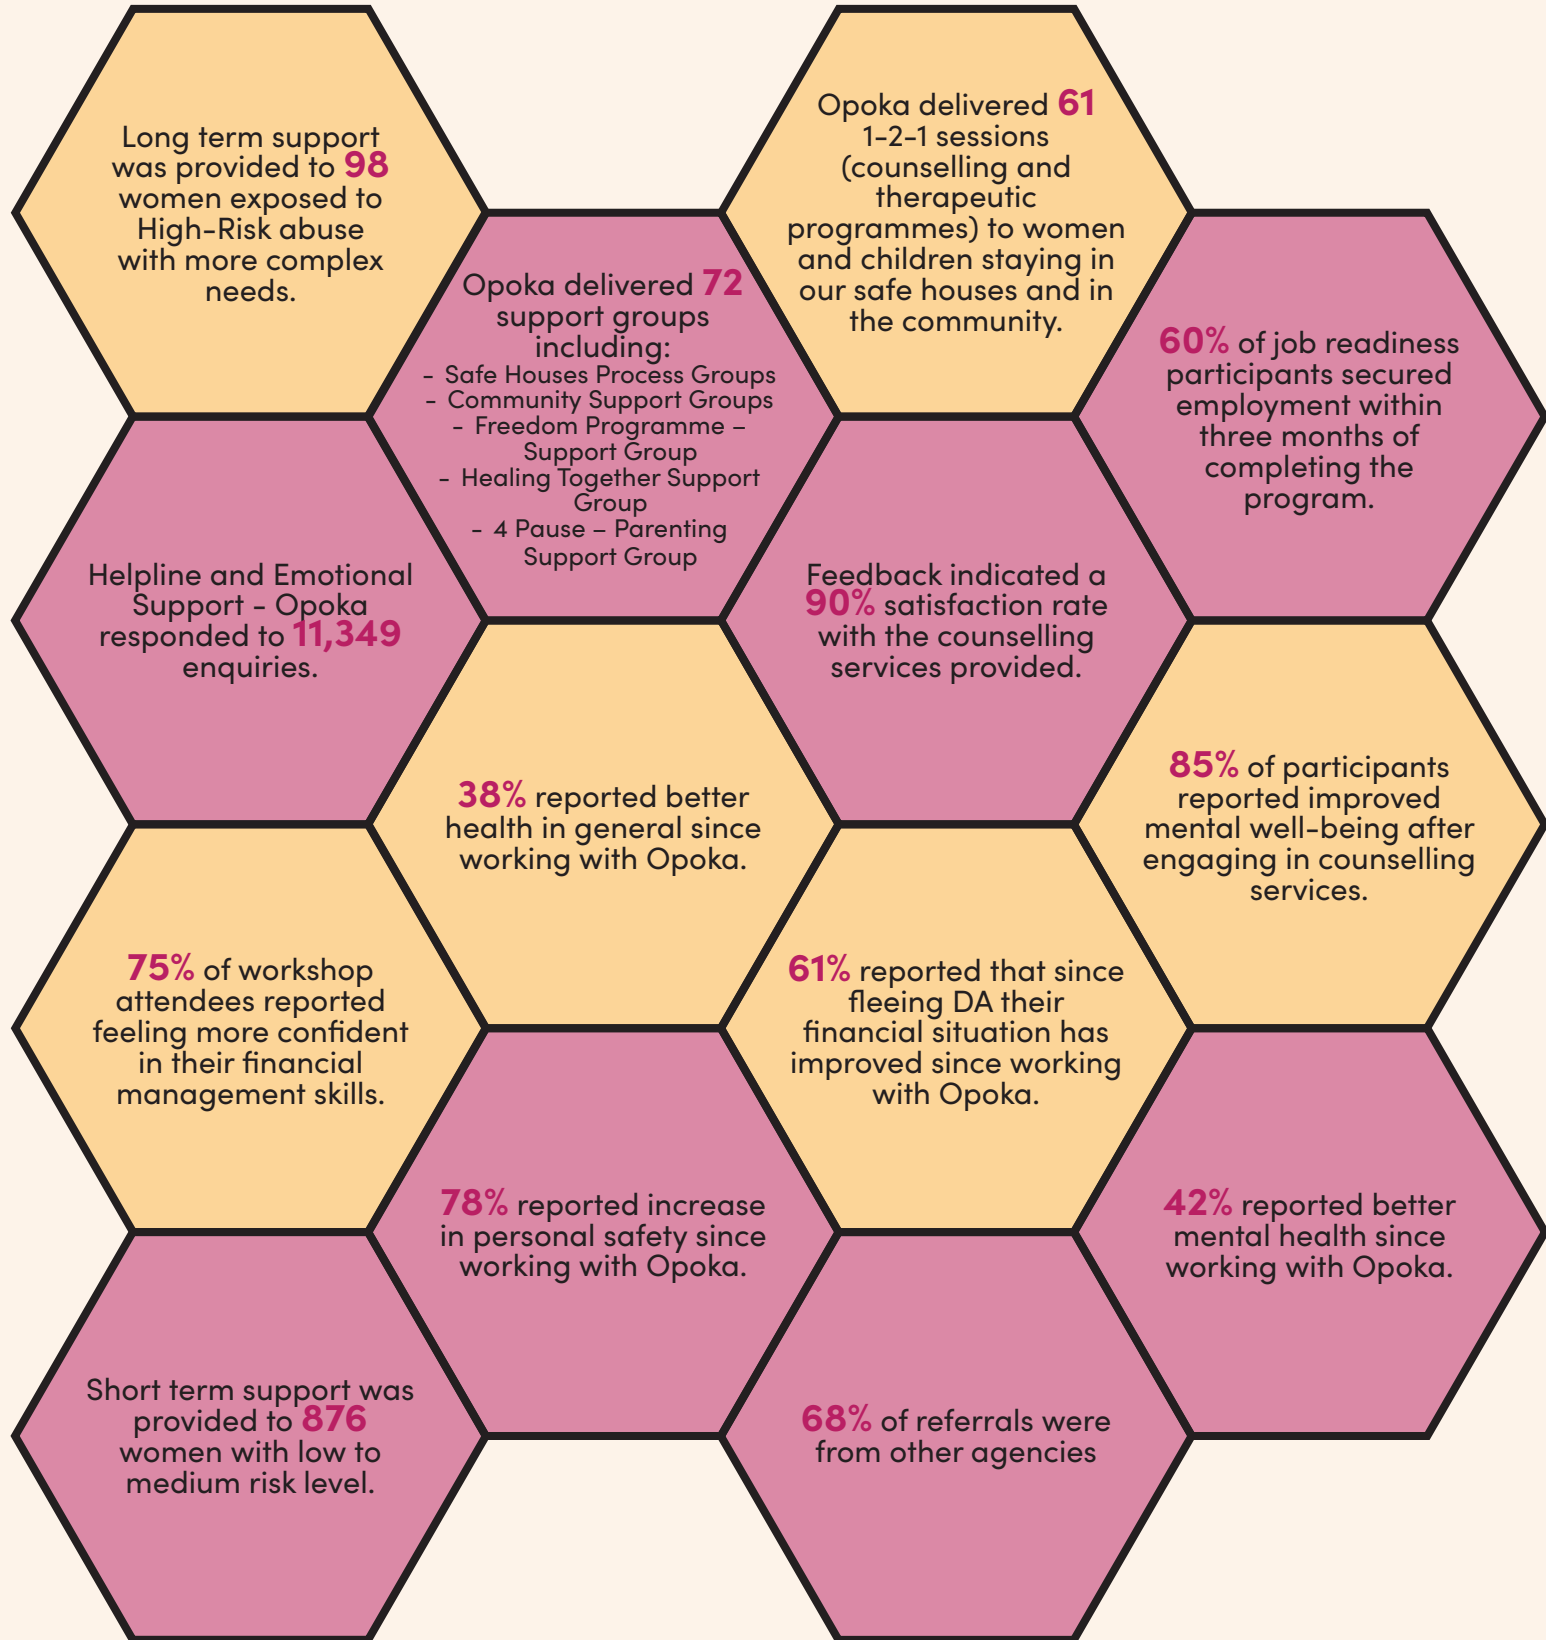 Long term support
was provided to 98
women exposed to
High-Risk abuse
with more complex
needs.
Opoka delivered 61
1-2-1 sessions
(counselling and
therapeutic
programmes) to women
and children staying in
our safe houses and in
the community.
Opoka delivered 72
support groups
including:
- Safe Houses Process Groups
- Community Support Groups
- Freedom Programme –
Support Group
- Healing Together Support
Group
- 4 Pause – Parenting
Support Group
60% of job readiness
participants secured
employment within
three months of
completing the
program.
Helpline and Emotional
Support - Opoka
responded to 11,349
enquiries.
Feedback indicated a
90% satisfaction rate
with the counselling
services provided.
38% reported better
health in general since
working with Opoka.
85% of participants
reported improved
mental well-being after
engaging in counselling
services.
75% of workshop
attendees reported
feeling more confident
in their financial
management skills.
61% reported that since
fleeing DA their
financial situation has
improved since working
with Opoka.
78% reported increase
in personal safety since
working with Opoka.
42% reported better
mental health since
working with Opoka.
Short term support was
provided to 876
women with low to
medium risk level.
68% of referrals were
from other agencies